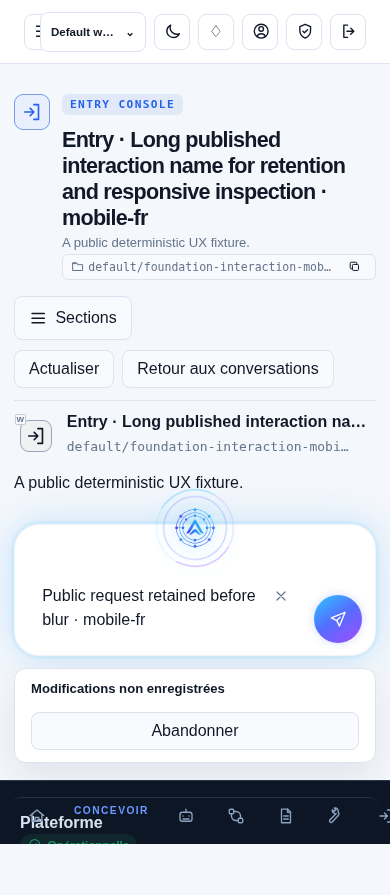 Default w...
ENTRY CONSOLE
Entry · Long published
interaction name for retention
and responsive inspection ·
mobile-fr
A public deterministic UX fixture.
default/foundation-interaction-mob...
Sections
Actualiser
Retour aux conversations
W
Entry · Long published interaction na...
default/foundation-interaction-mobi...
A public deterministic UX fixture.
Public request retained before
blur · mobile-fr
Modifications non enregistrées
Abandonner
CONCEVOIR
Plateforme
Opérationnelle